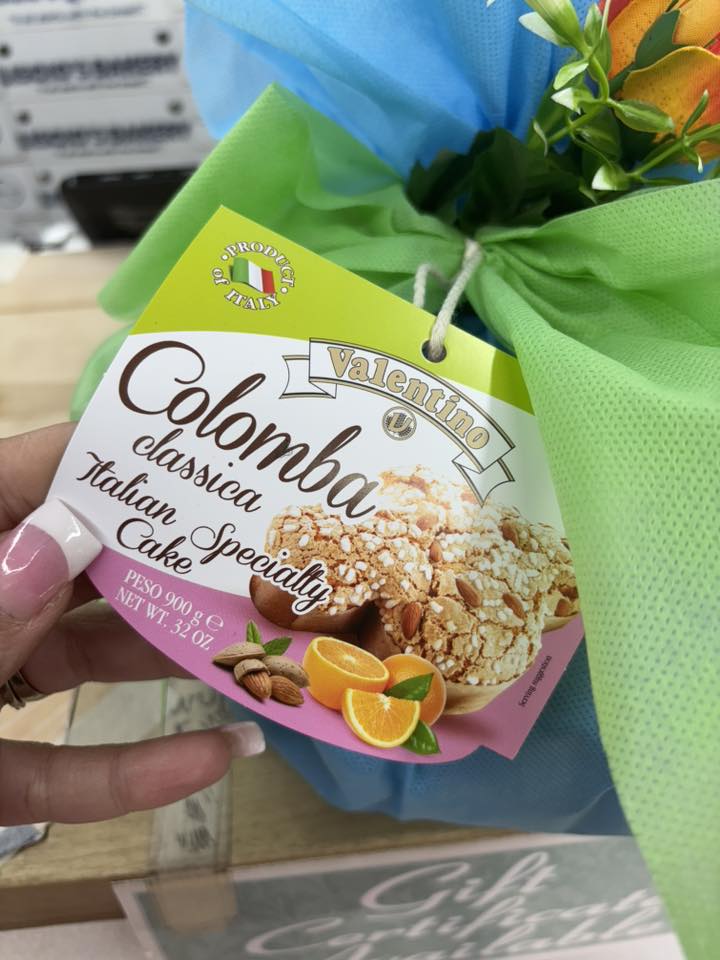 PRODUCT
of ITALY
Valentino
Colomba
classica
Italian Specialty
Cake
PESO 900 g ℮
NET WT. 32 OZ.
serving suggestion
Gift
Certificate
Available